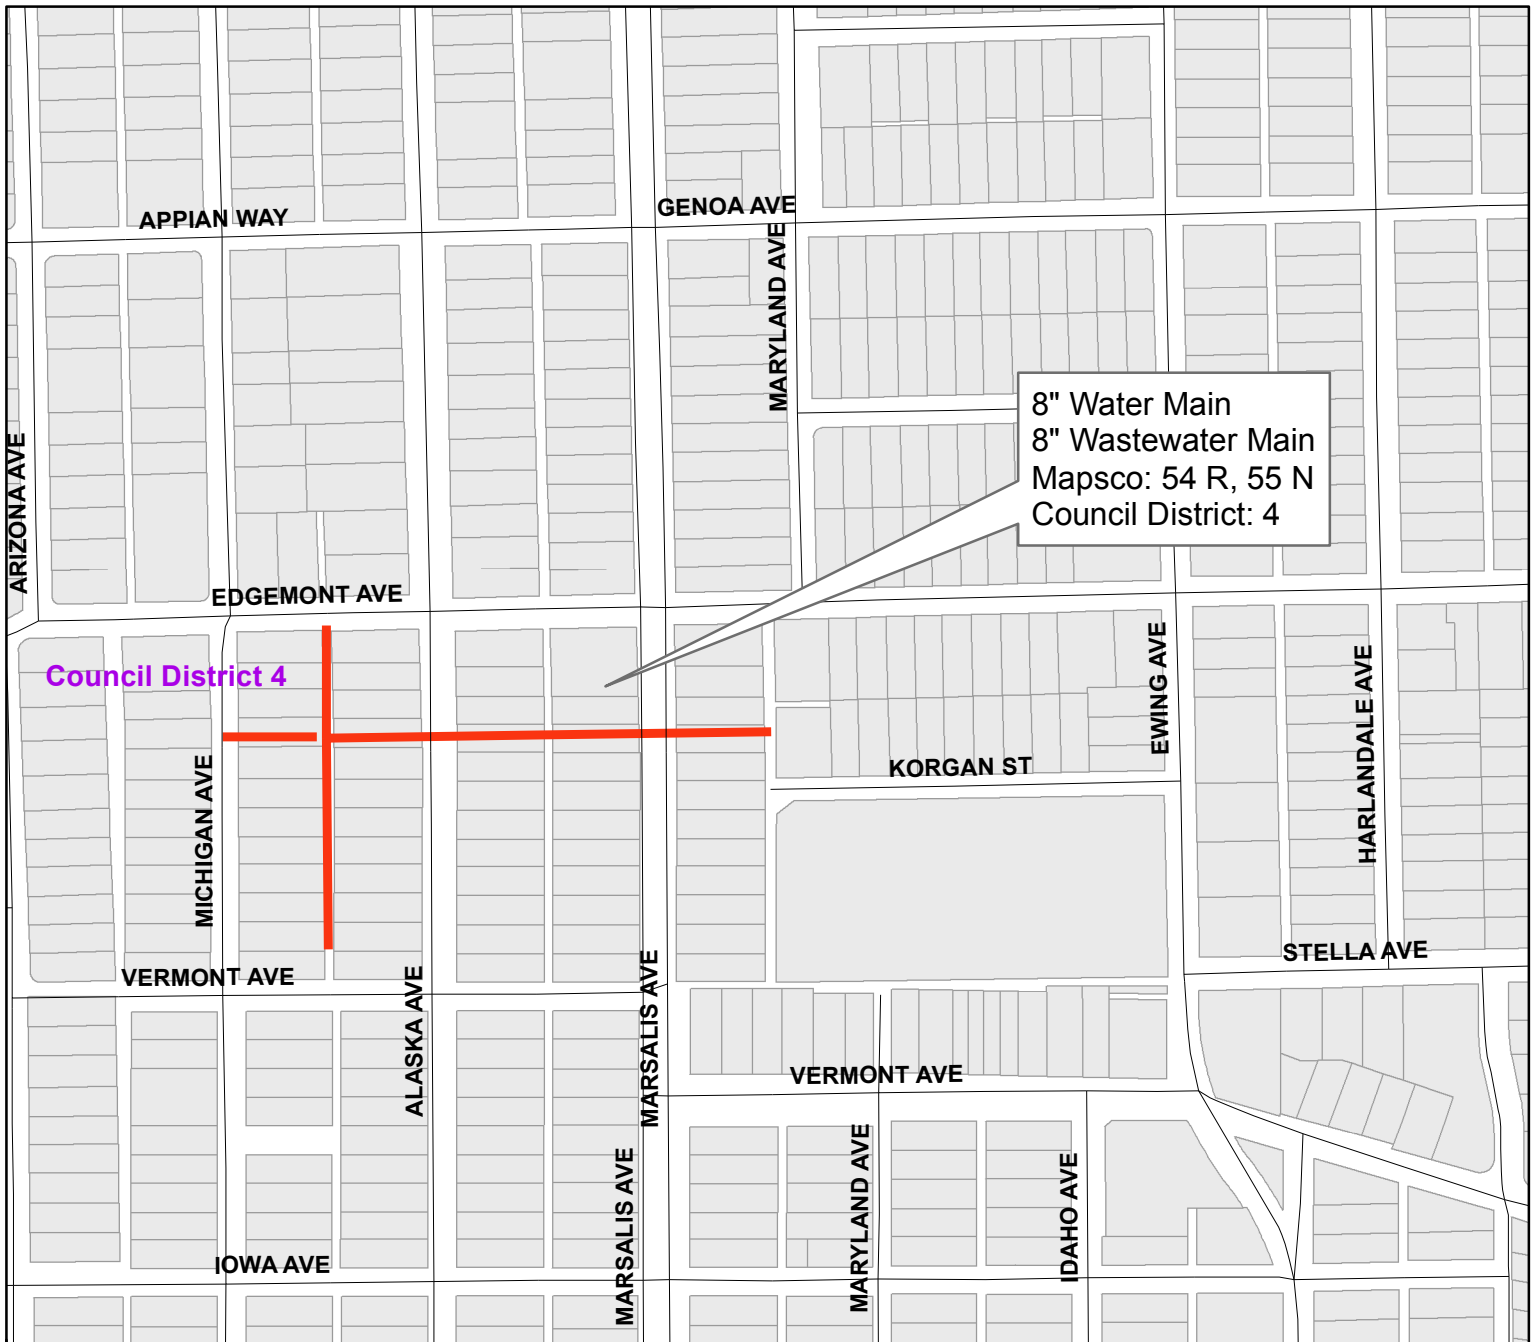 APPIAN WAY
GENOA AVE
MARYLAND AVE
8" Water Main
8" Wastewater Main
Mapsco: 54 R, 55 N
Council District: 4
ARIZONA AVE
EDGEMONT AVE
Council District 4
EWING AVE
HARLANDALE AVE
KORGAN ST
MICHIGAN AVE
STELLA AVE
VERMONT AVE
ALASKA AVE
MARSALIS AVE
VERMONT AVE
MARSALIS AVE
MARYLAND AVE
IDAHO AVE
IOWA AVE